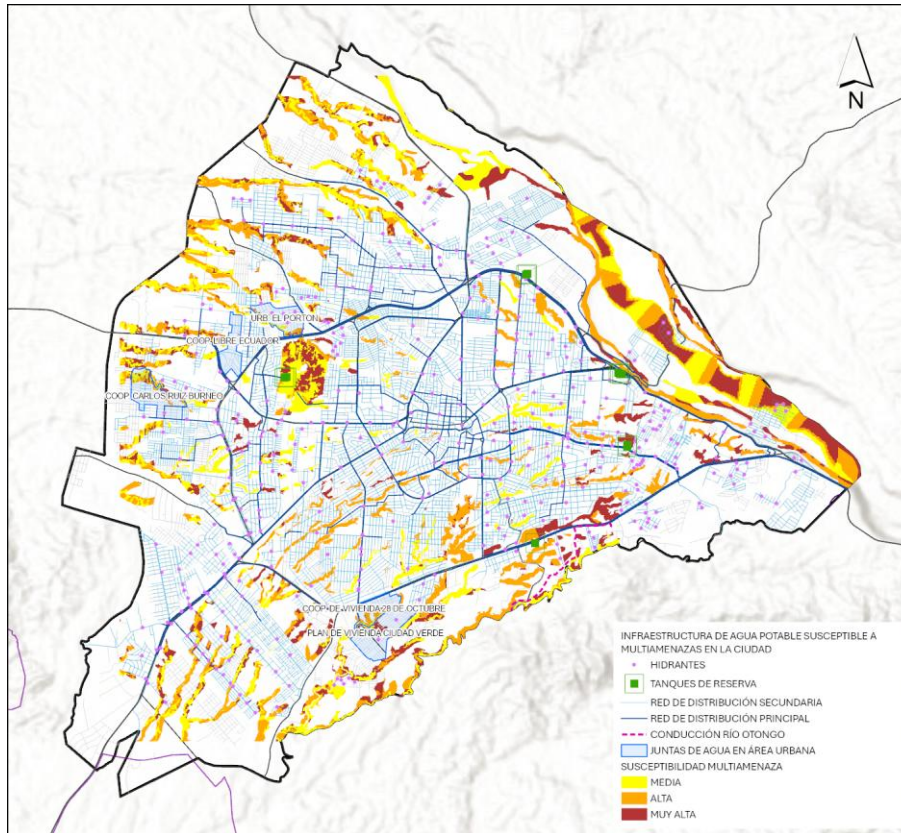 N
URB. EL PORTON
COOP. LIBRE ECUADOR
COOP. CARLOS RUIZ BURNEO
COOP. DE VIVIENDA 28 DE OCTUBRE
PLAN DE VIVIENDA CIUDAD VERDE
INFRAESTRUCTURA DE AGUA POTABLE SUSCEPTIBLE A
MULTIAMENAZAS EN LA CIUDAD
HIDRANTES
TANQUES DE RESERVA
RED DE DISTRIBUCIÓN SECUNDARIA
RED DE DISTRIBUCIÓN PRINCIPAL
CONDUCCIÓN RÍO OTONGO
JUNTAS DE AGUA EN ÁREA URBANA
SUSCEPTIBILIDAD MULTIAMENAZA
MEDIA
ALTA
MUY ALTA